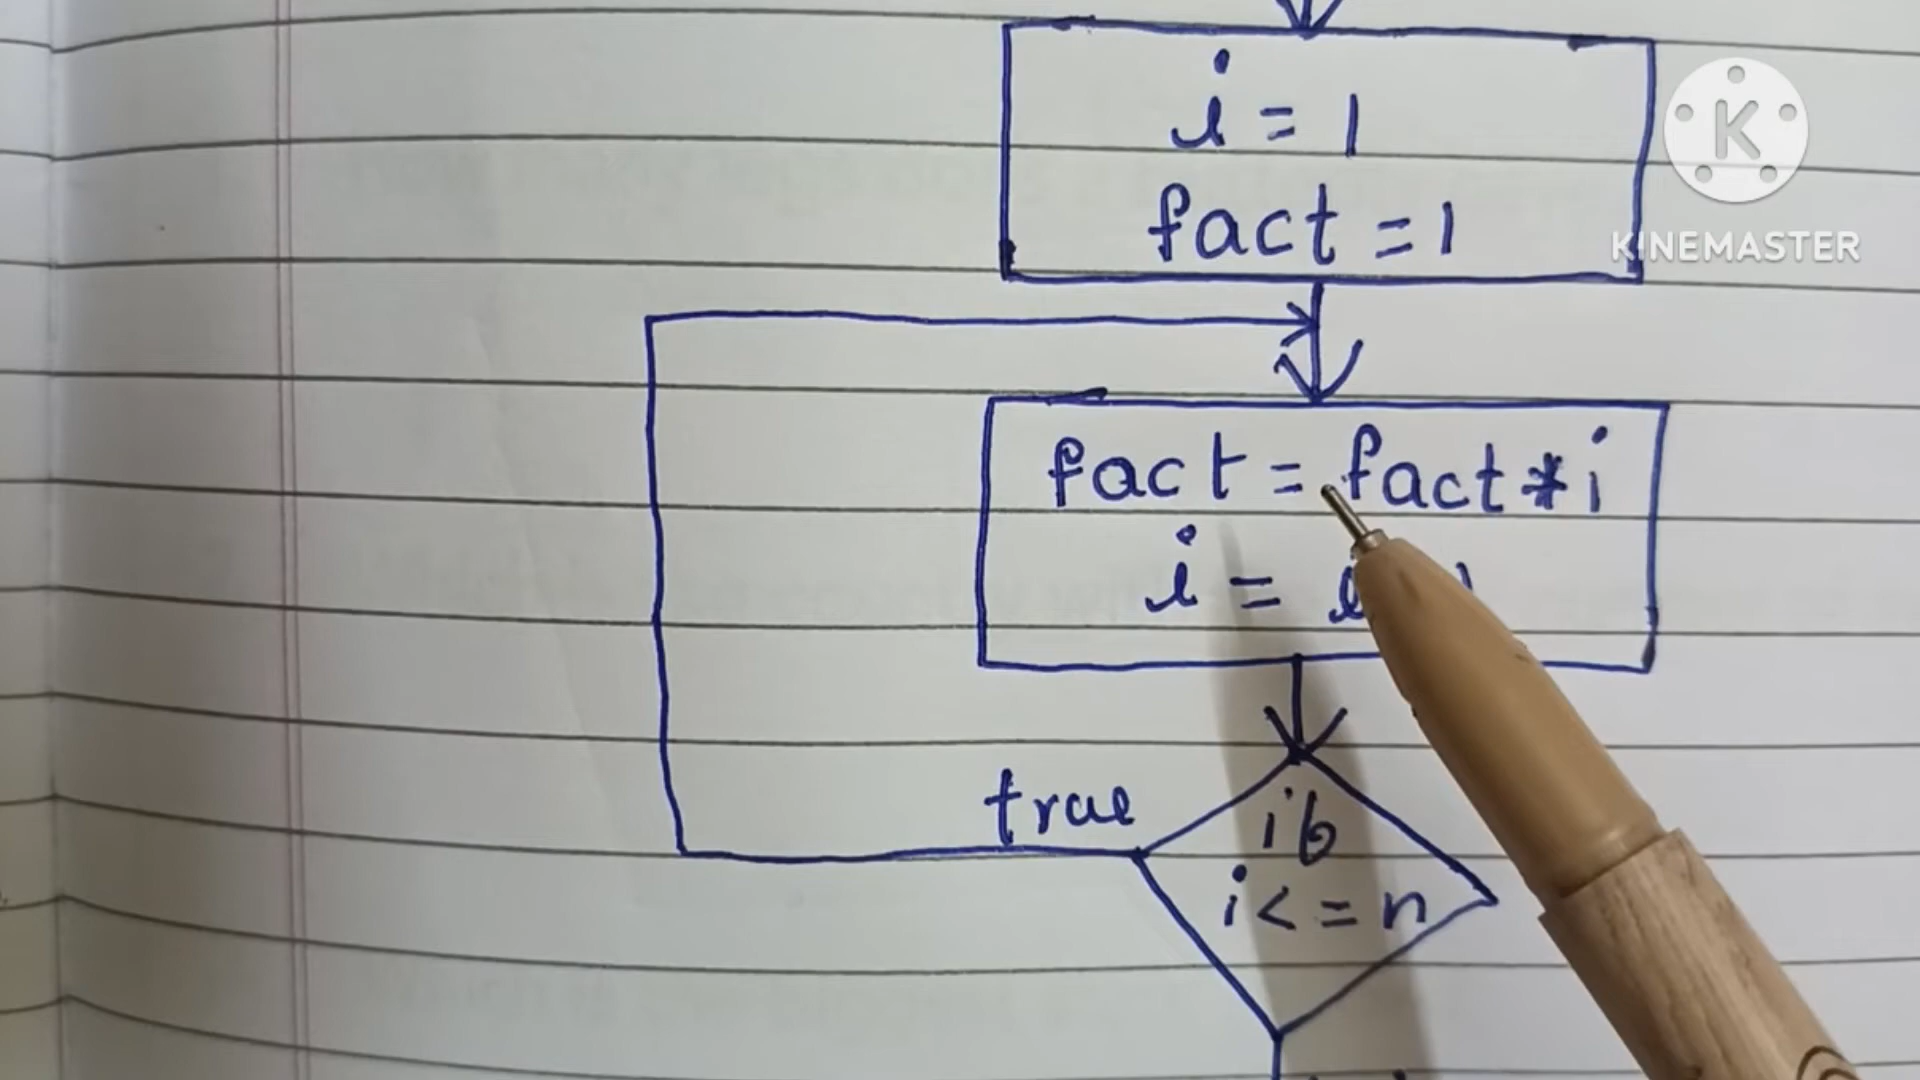 i = 1
fact = 1
K
KINEMASTER
fact = fact * i
i =
true
if
i <= n